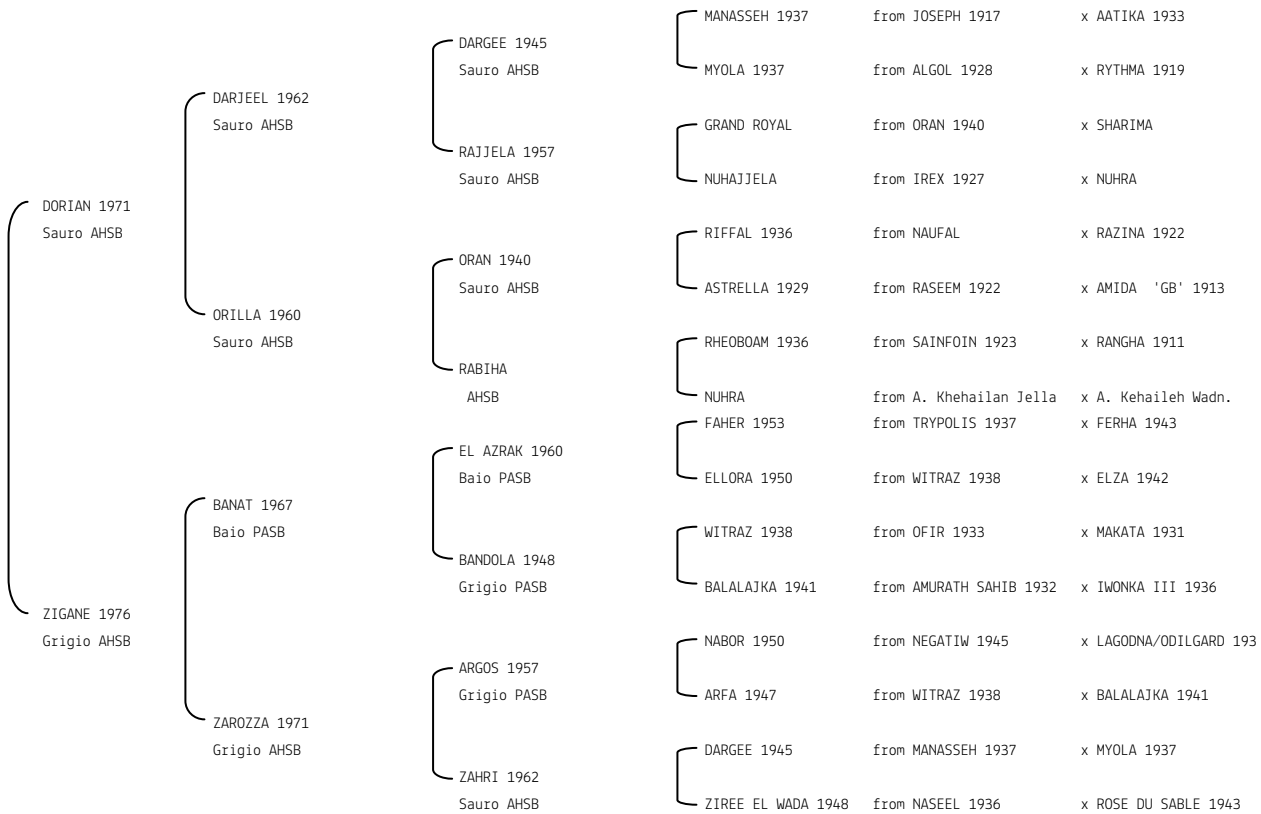 MANASSEH 1937 from JOSEPH 1917 x AATIKA 1933
DARGEE 1945
Sauro AHSB MYOLA 1937 from ALGOL 1928 x RYTHMA 1919
DARJEEL 1962
Sauro AHSB GRAND ROYAL from ORAN 1940 x SHARIMA
RAJJELA 1957
Sauro AHSB NUHAJJELA from IREX 1927 x NUHRA
DORIAN 1971
Sauro AHSB RIFFAL 1936 from NAUFAL x RAZINA 1922
ORAN 1940
Sauro AHSB ASTRELLA 1929 from RASEEM 1922 x AMIDA 'GB' 1913
ORILLA 1960
Sauro AHSB RHEOBOAM 1936 from SAINFOIN 1923 x RANGHA 1911
RABIHA
AHSB NUHRA from A. Khehailan Jella x A. Kehaileh Wadn.
FAHER 1953 from TRYPOLIS 1937 x FERHA 1943
EL AZRAK 1960
Baio PASB ELLORA 1950 from WITRAZ 1938 x ELZA 1942
BANAT 1967
Baio PASB WITRAZ 1938 from OFIR 1933 x MAKATA 1931
BANDOLA 1948
Grigio PASB BALALAJKA 1941 from AMURATH SAHIB 1932 x IWONKA III 1936
ZIGANE 1976
Grigio AHSB NABOR 1950 from NEGATIW 1945 x LAGODNA/ODILGARD 193
ARGOS 1957
Grigio PASB ARFA 1947 from WITRAZ 1938 x BALALAJKA 1941
ZAROZZA 1971
Grigio AHSB DARGEE 1945 from MANASSEH 1937 x MYOLA 1937
ZAHRI 1962
Sauro AHSB ZIREE EL WADA 1948 from NASEEL 1936 x ROSE DU SABLE 1943